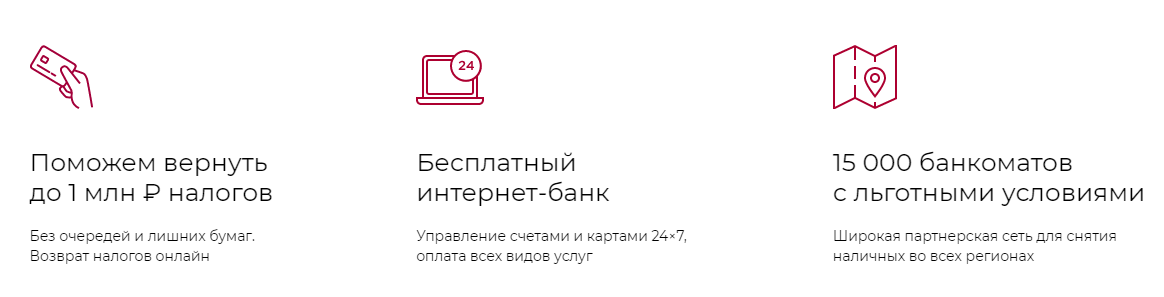 Поможем вернуть
до 1 млн ₽ налогов
Без очередей и лишних бумаг.
Возврат налогов онлайн
24
Бесплатный
интернет-банк
Управление счетами и картами 24×7,
оплата всех видов услуг
15 000 банкоматов
с льготными условиями
Широкая партнерская сеть для снятия
наличных во всех регионах